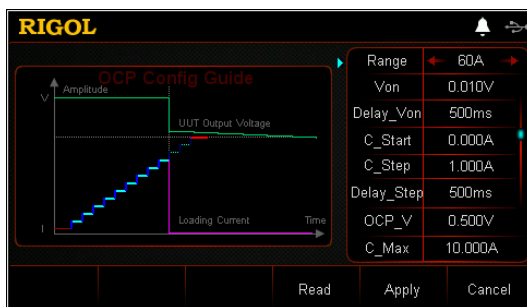 RIGOL
OCP Config Guide
Amplitude
V
UUT Output Voltage
Loading Current
Time
I
Range 60A
Von 0.010V
Delay_Von 500ms
C_Start 0.000A
C_Step 1.000A
Delay_Step 500ms
OCP_V 0.500V
C_Max 10.000A
Read Apply Cancel